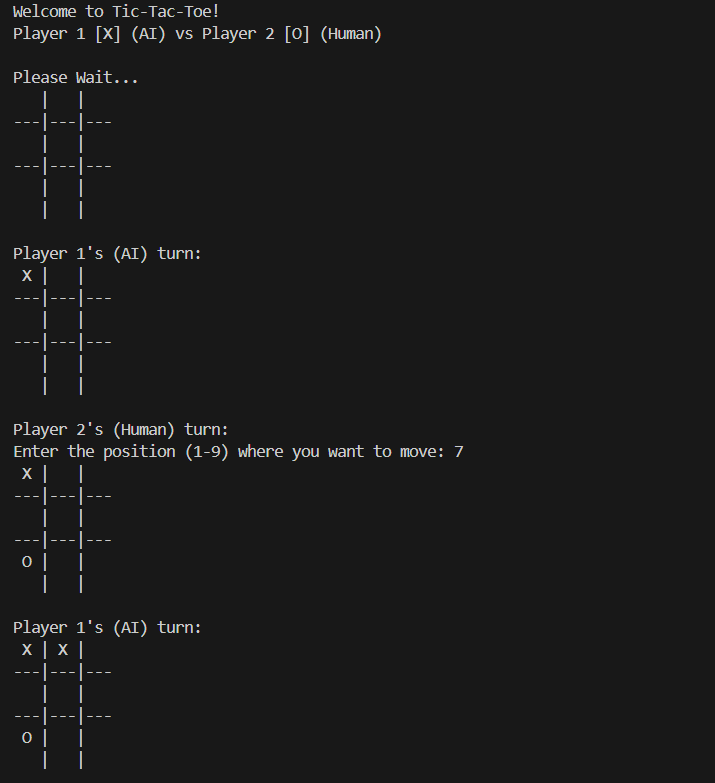 Welcome to Tic-Tac-Toe!
Player 1 [X] (AI) vs Player 2 [O] (Human)

Please Wait...
   |   |
---|---|---
   |   |
---|---|---
   |   |
   |   |

Player 1's (AI) turn:
 X |   |
---|---|---
   |   |
---|---|---
   |   |
   |   |

Player 2's (Human) turn:
Enter the position (1-9) where you want to move: 7
 X |   |
---|---|---
   |   |
---|---|---
 O |   |
   |   |

Player 1's (AI) turn:
 X | X |
---|---|---
   |   |
---|---|---
 O |   |
   |   |